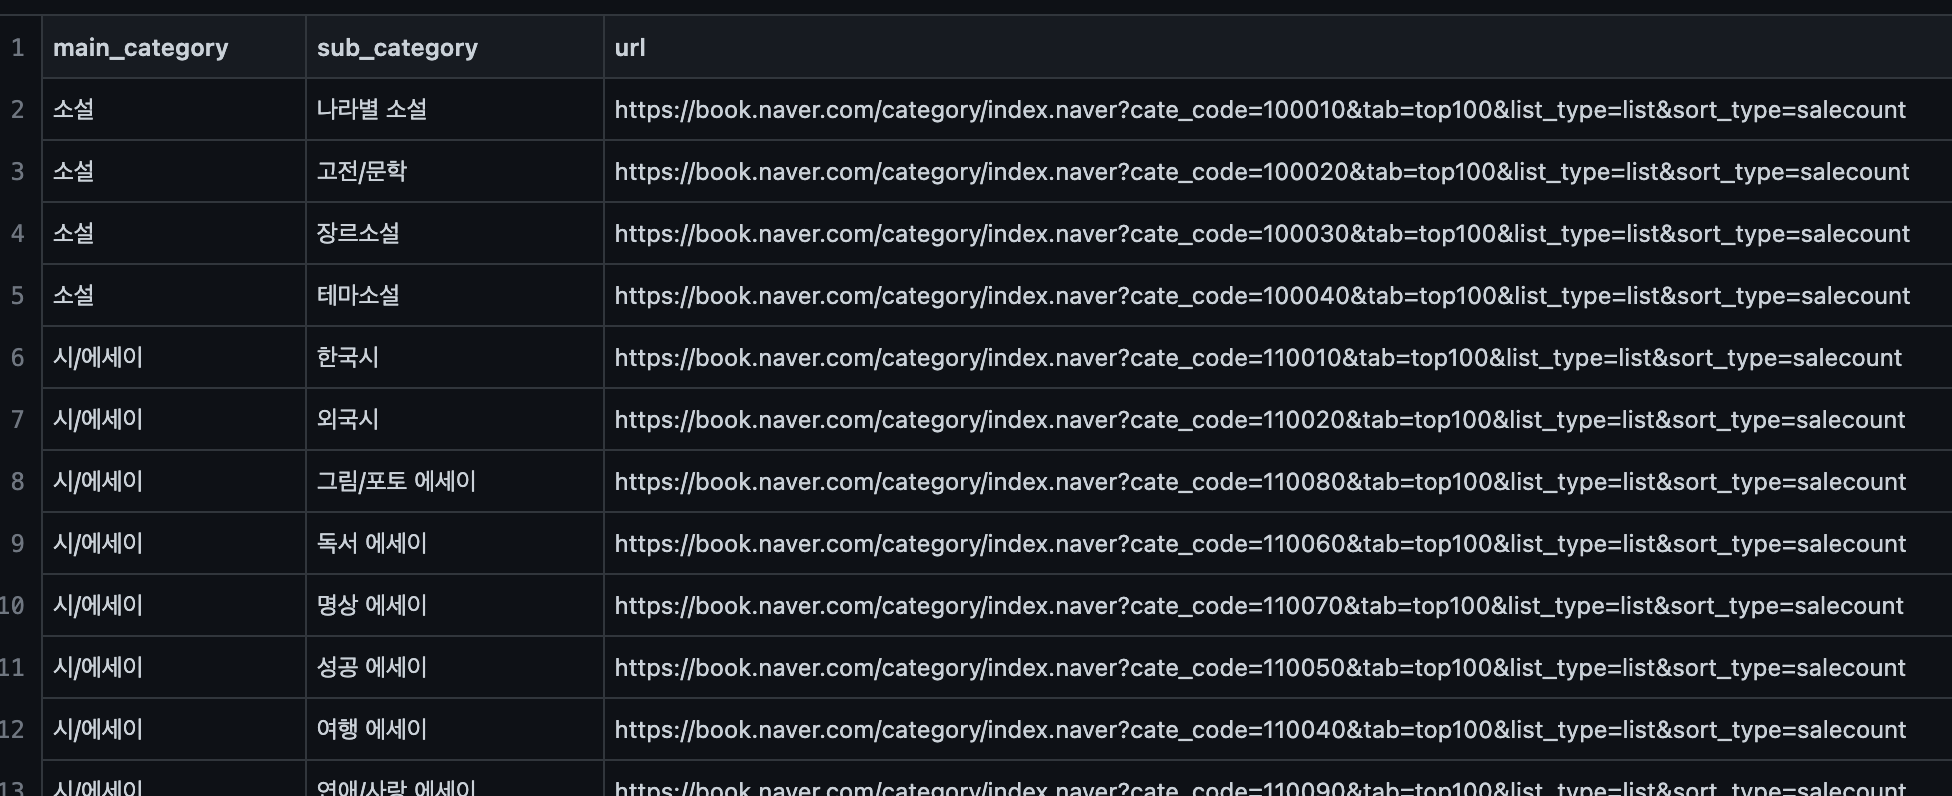 1 main_category sub_category url
2 소설 나라별 소설 https://book.naver.com/category/index.naver?cate_code=100010&tab=top100&list_type=list&sort_type=salecount
3 소설 고전/문학 https://book.naver.com/category/index.naver?cate_code=100020&tab=top100&list_type=list&sort_type=salecount
4 소설 장르소설 https://book.naver.com/category/index.naver?cate_code=100030&tab=top100&list_type=list&sort_type=salecount
5 소설 테마소설 https://book.naver.com/category/index.naver?cate_code=100040&tab=top100&list_type=list&sort_type=salecount
6 시/에세이 한국시 https://book.naver.com/category/index.naver?cate_code=110010&tab=top100&list_type=list&sort_type=salecount
7 시/에세이 외국시 https://book.naver.com/category/index.naver?cate_code=110020&tab=top100&list_type=list&sort_type=salecount
8 시/에세이 그림/포토 에세이 https://book.naver.com/category/index.naver?cate_code=110080&tab=top100&list_type=list&sort_type=salecount
9 시/에세이 독서 에세이 https://book.naver.com/category/index.naver?cate_code=110060&tab=top100&list_type=list&sort_type=salecount
10 시/에세이 명상 에세이 https://book.naver.com/category/index.naver?cate_code=110070&tab=top100&list_type=list&sort_type=salecount
11 시/에세이 성공 에세이 https://book.naver.com/category/index.naver?cate_code=110050&tab=top100&list_type=list&sort_type=salecount
12 시/에세이 여행 에세이 https://book.naver.com/category/index.naver?cate_code=110040&tab=top100&list_type=list&sort_type=salecount
13 시/에세이 연애/사랑 에세이 https://book.naver.com/category/index.naver?cate_code=110090&tab=top100&list_type=list&sort_type=salecount